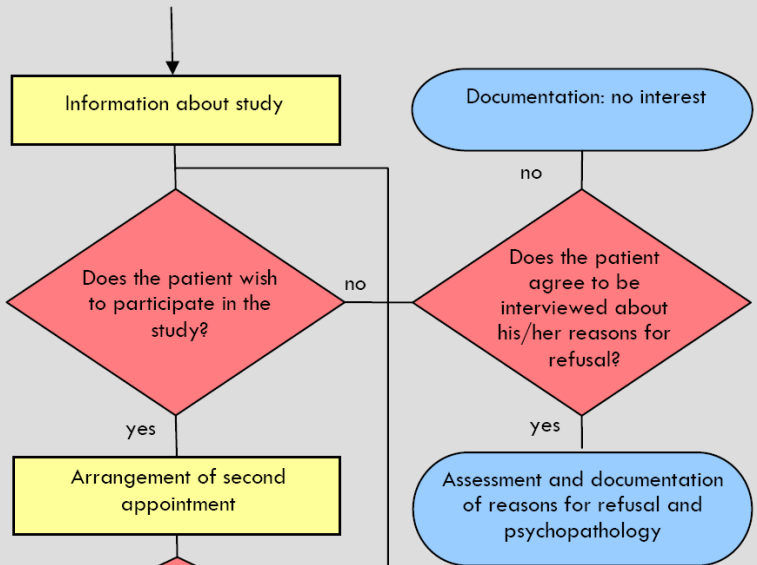 Information about study
Documentation: no interest
no
Does the patient wish
to participate in the
study?
no
Does the patient
agree to be
interviewed about
his/her reasons for
refusal?
yes
yes
Arrangement of second
appointment
Assessment and documentation
of reasons for refusal and
psychopathology